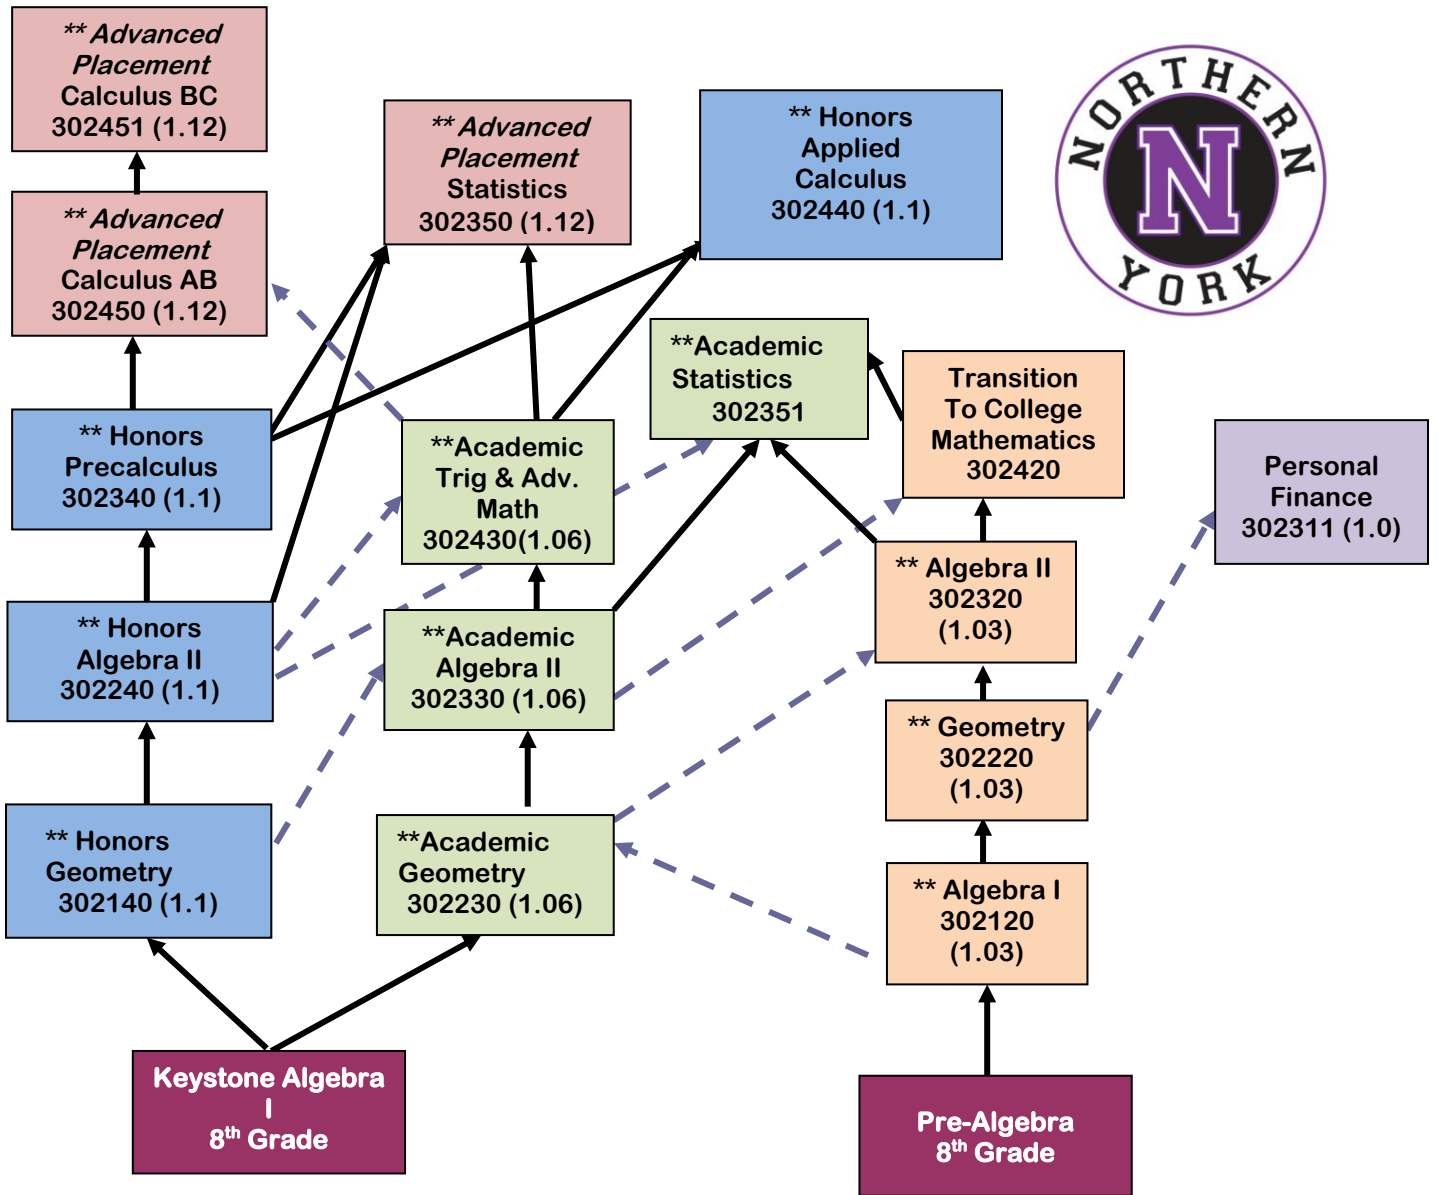 ** Advanced
Placement
Calculus BC
302451 (1.12)
** Advanced
Placement
Statistics
302350 (1.12)
** Honors
Applied
Calculus
302440 (1.1)
NORTHERN
N
YORK
** Advanced
Placement
Calculus AB
302450 (1.12)
**Academic
Statistics
302351
Transition
To College
Mathematics
302420
** Honors
Precalculus
302340 (1.1)
**Academic
Trig & Adv.
Math
302430(1.06)
Personal
Finance
302311 (1.0)
** Algebra II
302320
(1.03)
** Honors
Algebra II
302240 (1.1)
**Academic
Algebra II
302330 (1.06)
** Geometry
302220
(1.03)
** Honors
Geometry
302140 (1.1)
**Academic
Geometry
302230 (1.06)
** Algebra I
302120
(1.03)
Keystone Algebra
I
8th Grade
Pre-Algebra
8th Grade